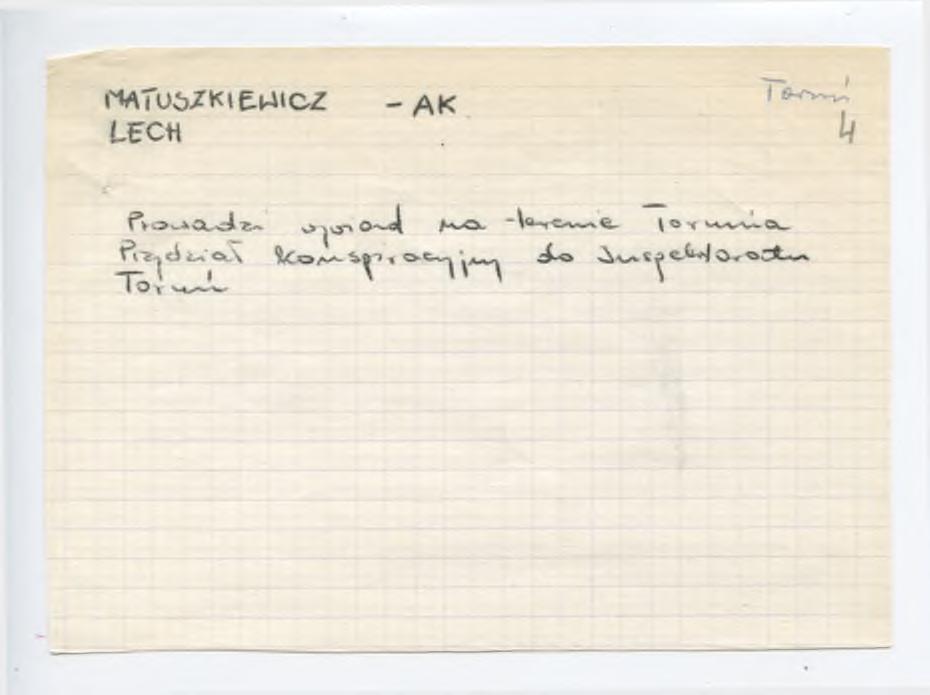 MATUSZKIEWICZ - AK
Toruń
LECH
4
Prowadzi wywiad na terenie Torunia
Przydział konspiracyjny do Inspektoratu
Toruń